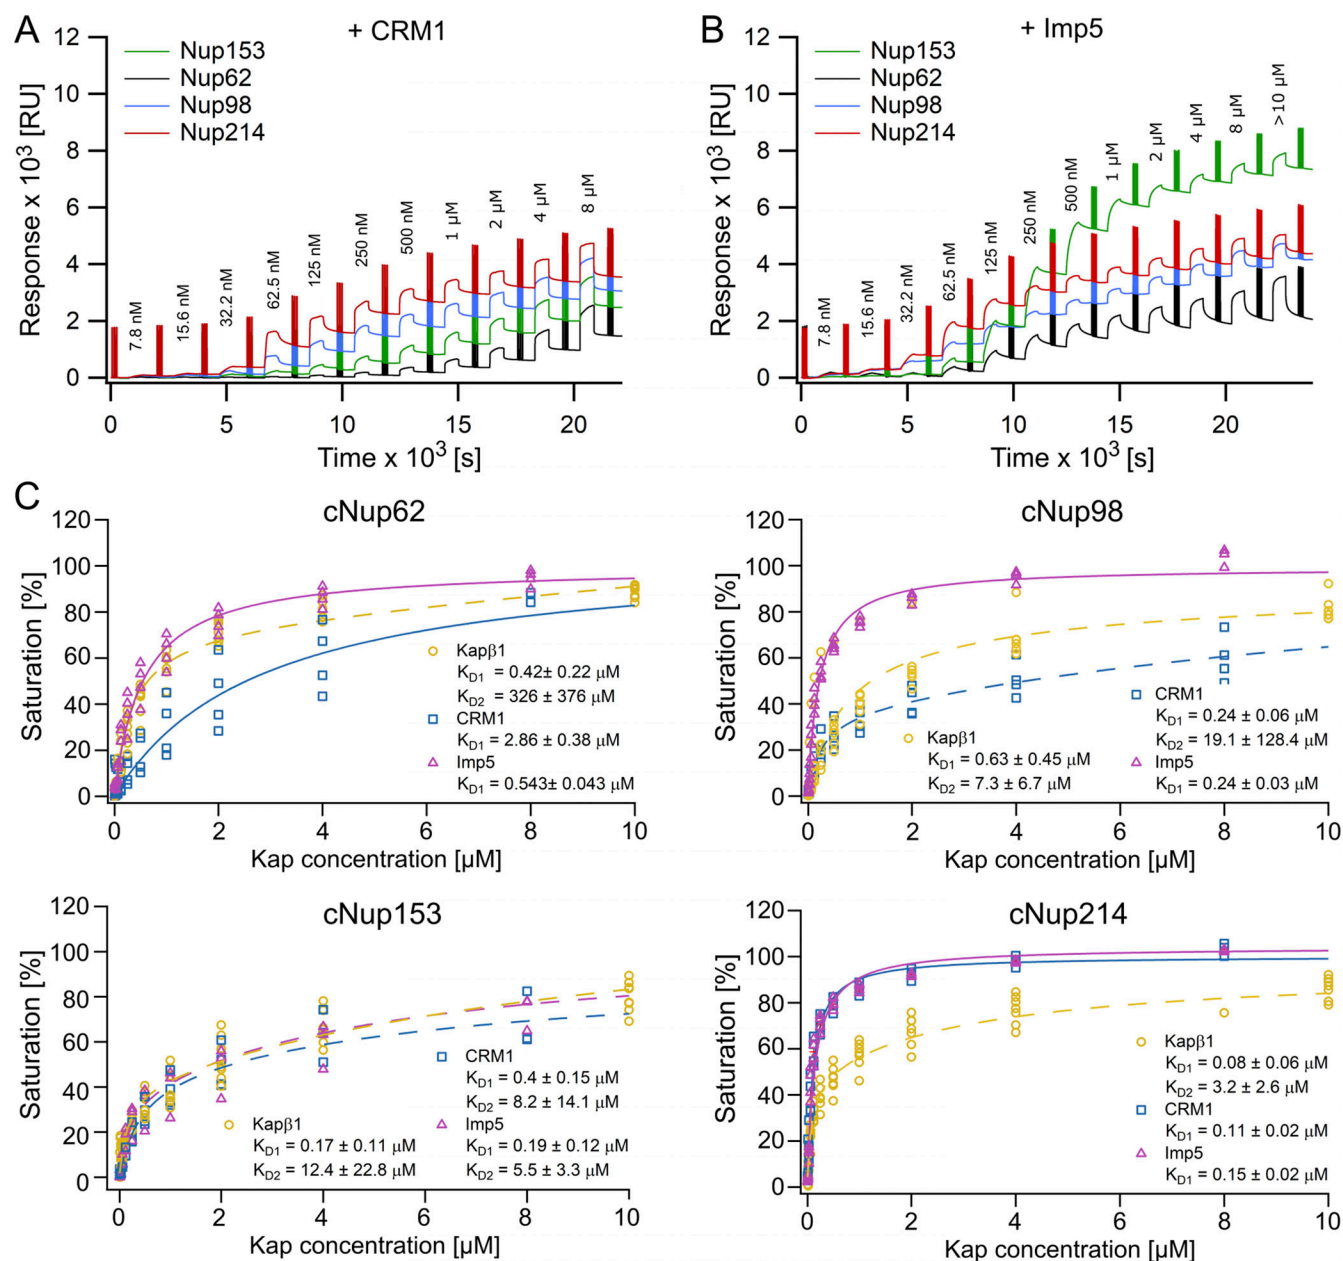 A
+ CRM1
12
10
8
6
4
2
0
Response x 10³ [RU]
Nup153
Nup62
Nup98
Nup214
7.8 nM
15.6 nM
32.2 nM
62.5 nM
125 nM
250 nM
500 nM
1 µM
2 µM
4 µM
8 µM
0 5 10 15 20
Time x 10³ [s]
B
+ Imp5
12
10
8
6
4
2
0
Response x 10³ [RU]
Nup153
Nup62
Nup98
Nup214
7.8 nM
15.6 nM
32.2 nM
62.5 nM
125 nM
250 nM
500 nM
1 µM
2 µM
4 µM
8 µM
>10 µM
0 5 10 15 20
Time x 10³ [s]
C
cNup62
120
100
80
60
40
20
0
Saturation [%]
Kapβ1
K_D1 = 0.42± 0.22 µM
K_D2 = 326 ± 376 µM
CRM1
K_D1 = 2.86 ± 0.38 µM
Imp5
K_D1 = 0.543± 0.043 µM
0 2 4 6 8 10
Kap concentration [µM]
cNup98
120
100
80
60
40
20
0
Saturation [%]
Kapβ1
K_D1 = 0.63 ± 0.45 µM
K_D2 = 7.3 ± 6.7 µM
CRM1
K_D1 = 0.24 ± 0.06 µM
K_D2 = 19.1 ± 128.4 µM
Imp5
K_D1 = 0.24 ± 0.03 µM
0 2 4 6 8 10
Kap concentration [µM]
cNup153
120
100
80
60
40
20
0
Saturation [%]
Kapβ1
K_D1 = 0.17 ± 0.11 µM
K_D2 = 12.4 ± 22.8 µM
CRM1
K_D1 = 0.4 ± 0.15 µM
K_D2 = 8.2 ± 14.1 µM
Imp5
K_D1 = 0.19 ± 0.12 µM
K_D2 = 5.5 ± 3.3 µM
0 2 4 6 8 10
Kap concentration [µM]
cNup214
120
100
80
60
40
20
0
Saturation [%]
Kapβ1
K_D1 = 0.08 ± 0.06 µM
K_D2 = 3.2 ± 2.6 µM
CRM1
K_D1 = 0.11 ± 0.02 µM
Imp5
K_D1 = 0.15 ± 0.02 µM
0 2 4 6 8 10
Kap concentration [µM]